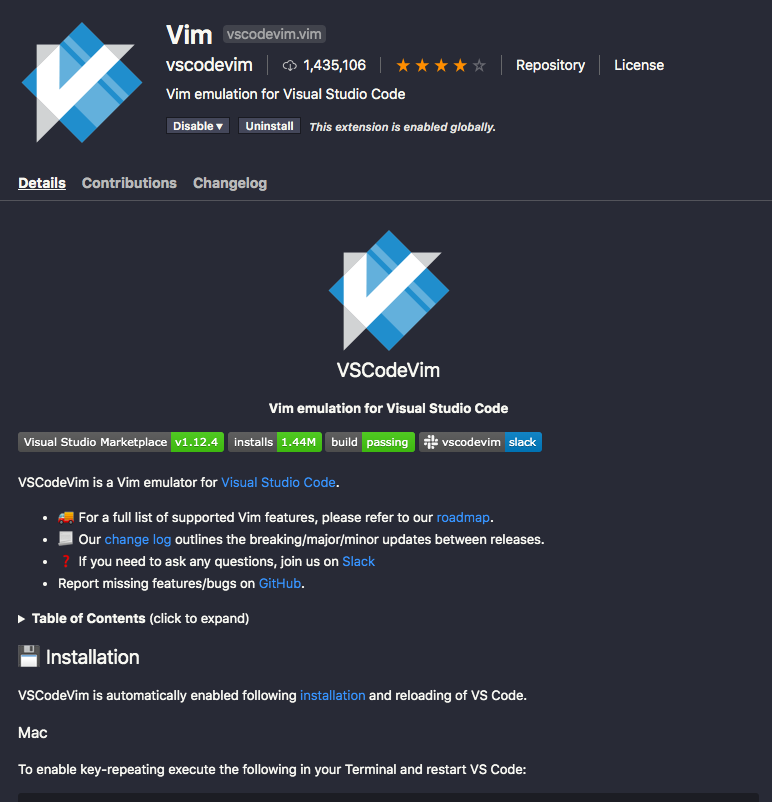 Vim vscodevim.vim
vscodevim 1,435,106 Repository License
Vim emulation for Visual Studio Code
Disable ▾ Uninstall This extension is enabled globally.
Details Contributions Changelog
VSCodeVim
Vim emulation for Visual Studio Code
Visual Studio Marketplace v1.12.4 installs 1.44M build passing vscodevim slack
VSCodeVim is a Vim emulator for Visual Studio Code.
• 🚚 For a full list of supported Vim features, please refer to our roadmap.
• 📃 Our change log outlines the breaking/major/minor updates between releases.
• ❓ If you need to ask any questions, join us on Slack
• Report missing features/bugs on GitHub.
▶ Table of Contents (click to expand)
💾 Installation
VSCodeVim is automatically enabled following installation and reloading of VS Code.
Mac
To enable key-repeating execute the following in your Terminal and restart VS Code: